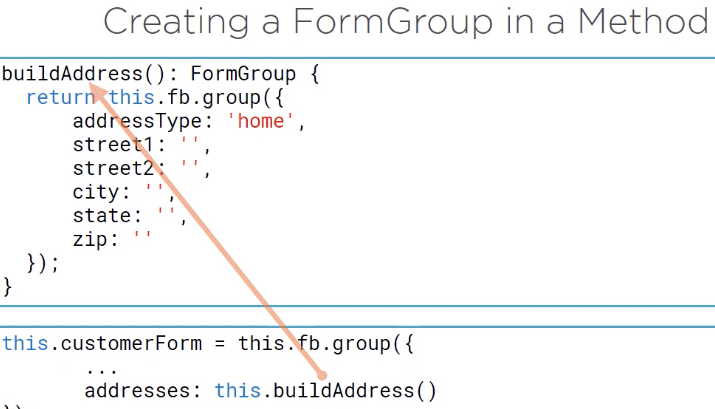 Creating a FormGroup in a Method
buildAddress(): FormGroup {
  return this.fb.group({
      addressType: 'home',
      street1: '',
      street2: '',
      city: '',
      state: '',
      zip: ''
  });
}
this.customerForm = this.fb.group({
       ...
       addresses: this.buildAddress()
})